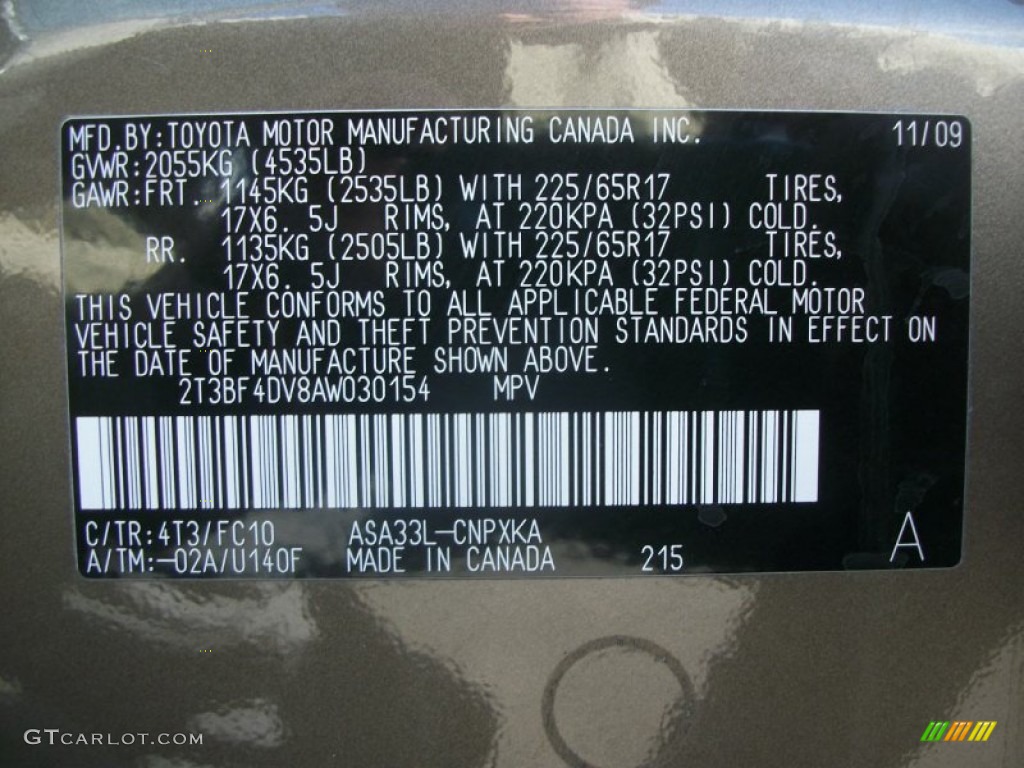 MFD.BY:TOYOTA MOTOR MANUFACTURING CANADA INC. 11/09
GVWR:2055KG (4535LB)
GAWR:FRT. 1145KG (2535LB) WITH 225/65R17 TIRES,
17X6. 5J RIMS, AT 220KPA (32PSI) COLD.
RR. 1135KG (2505LB) WITH 225/65R17 TIRES,
17X6. 5J RIMS, AT 220KPA (32PSI) COLD.
THIS VEHICLE CONFORMS TO ALL APPLICABLE FEDERAL MOTOR
VEHICLE SAFETY AND THEFT PREVENTION STANDARDS IN EFFECT ON
THE DATE OF MANUFACTURE SHOWN ABOVE.
2T3BF4DV8AW030154 MPV
C/TR:4T3/FC10 ASA33L-CNPXKA
A/TM:-02A/U140F MADE IN CANADA 215 A
GTCARLOT.COM